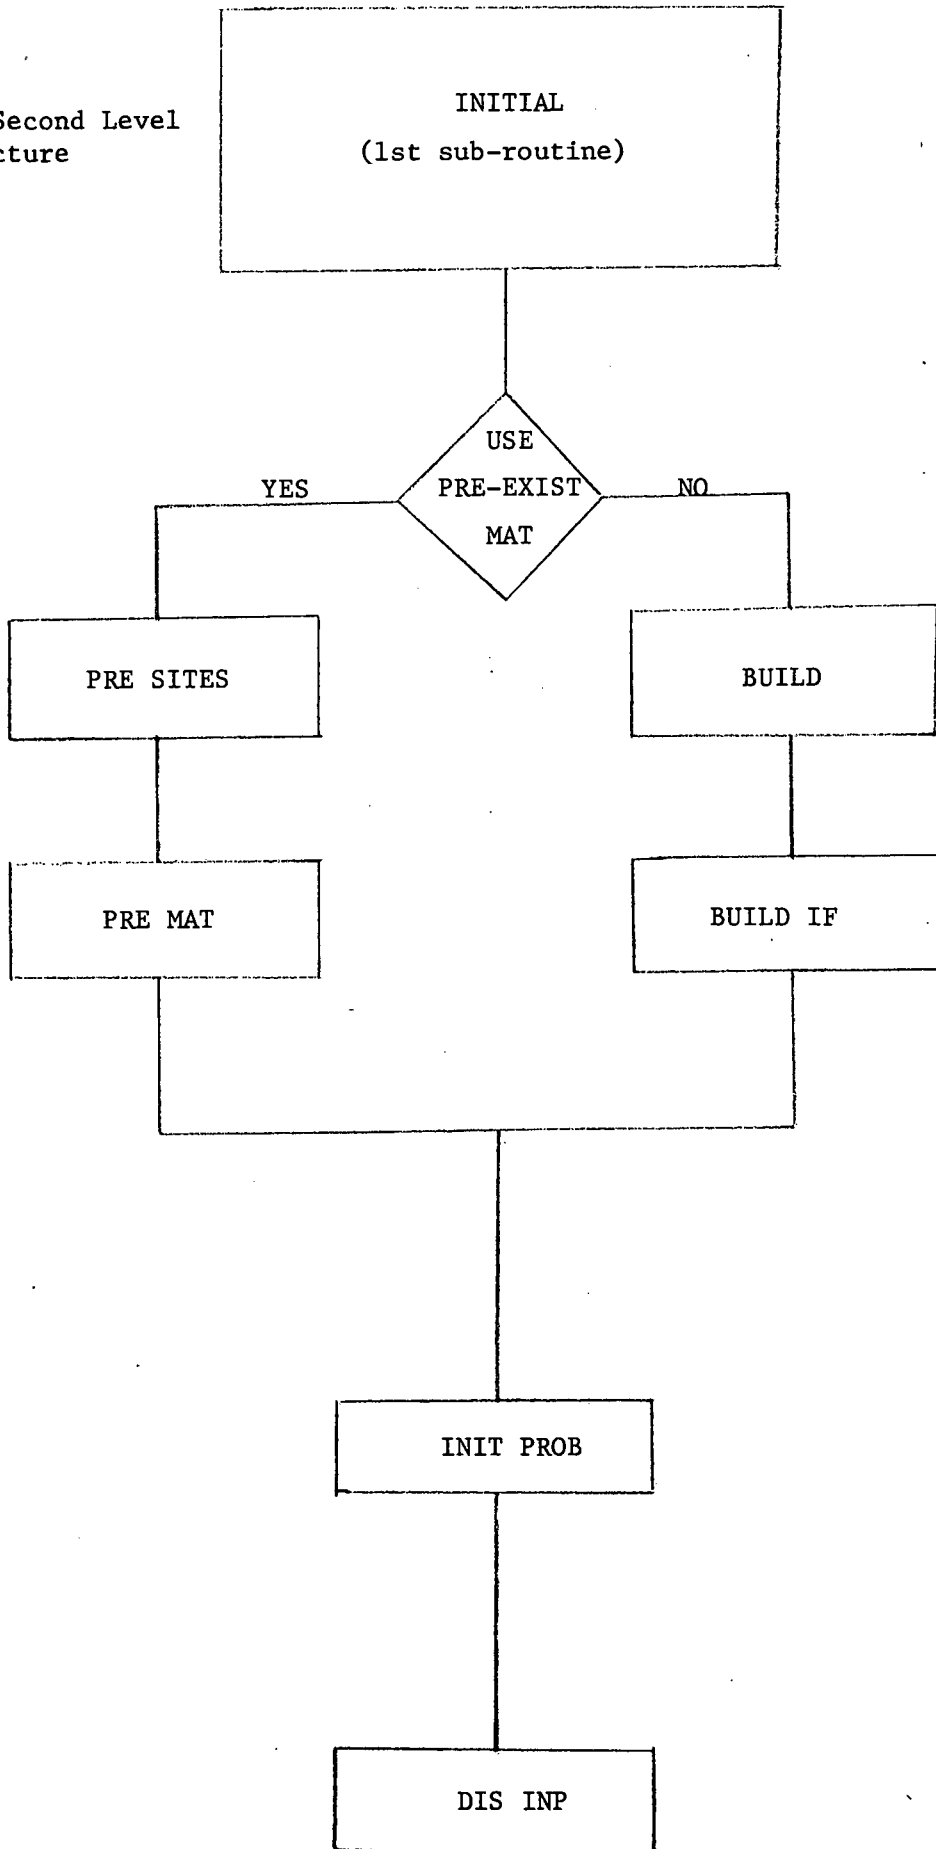 Second Level
cture
INITIAL
(1st sub-routine)
USE
PRE-EXIST
MAT
YES
NO
PRE SITES
BUILD
PRE MAT
BUILD IF
INIT PROB
DIS INP